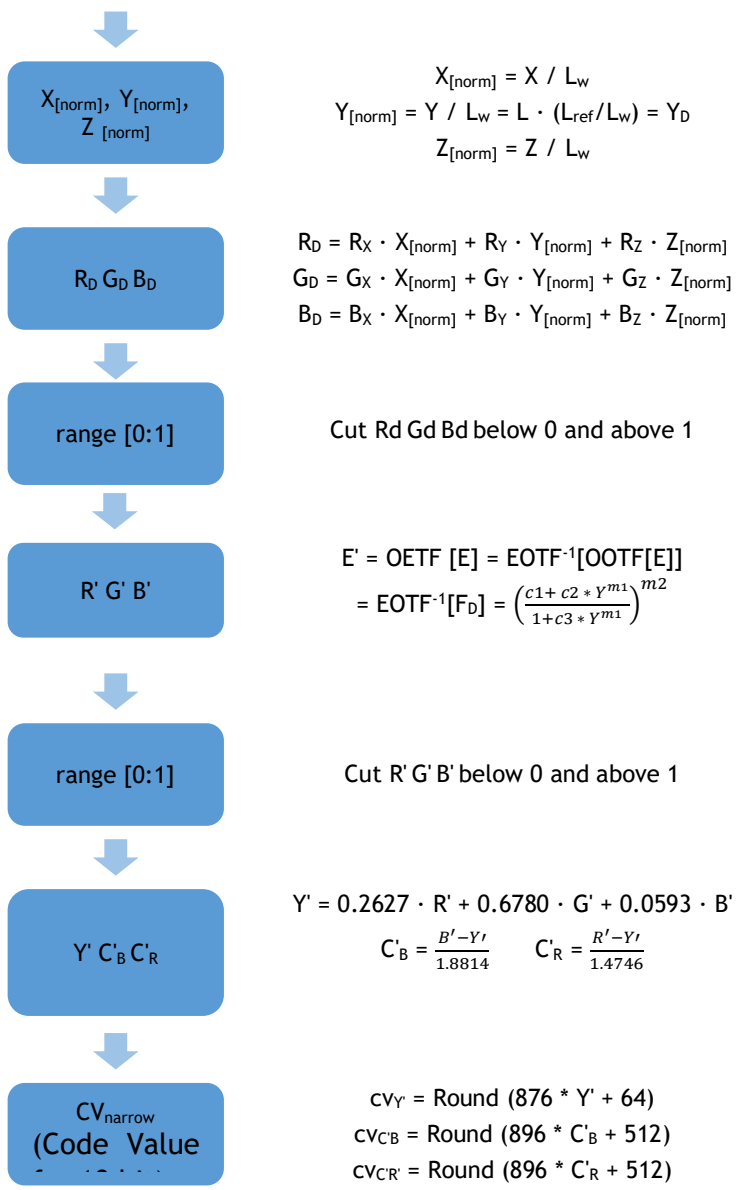 X[norm], Y[norm],
Z [norm]
X[norm] = X / Lw
Y[norm] = Y / Lw = L · (Lref/Lw) = YD
Z[norm] = Z / Lw
RD GD BD
RD = RX · X[norm] + RY · Y[norm] + RZ · Z[norm]
GD = GX · X[norm] + GY · Y[norm] + GZ · Z[norm]
BD = BX · X[norm] + BY · Y[norm] + BZ · Z[norm]
range [0:1]
Cut Rd Gd Bd below 0 and above 1
R' G' B'
E' = OETF [E] = EOTF-1[OOTF[E]]
= EOTF-1[FD] = ((c1+ c2 * Y^m1)/(1+c3 * Y^m1))^m2
range [0:1]
Cut R' G' B' below 0 and above 1
Y' C'B C'R
Y' = 0.2627 · R' + 0.6780 · G' + 0.0593 · B'
C'B = (B′−Y′)/1.8814 C'R = (R′−Y′)/1.4746
CVnarrow
(Code Value
cvY' = Round (876 * Y' + 64)
cvC'B = Round (896 * C'B + 512)
cvC'R' = Round (896 * C'R + 512)